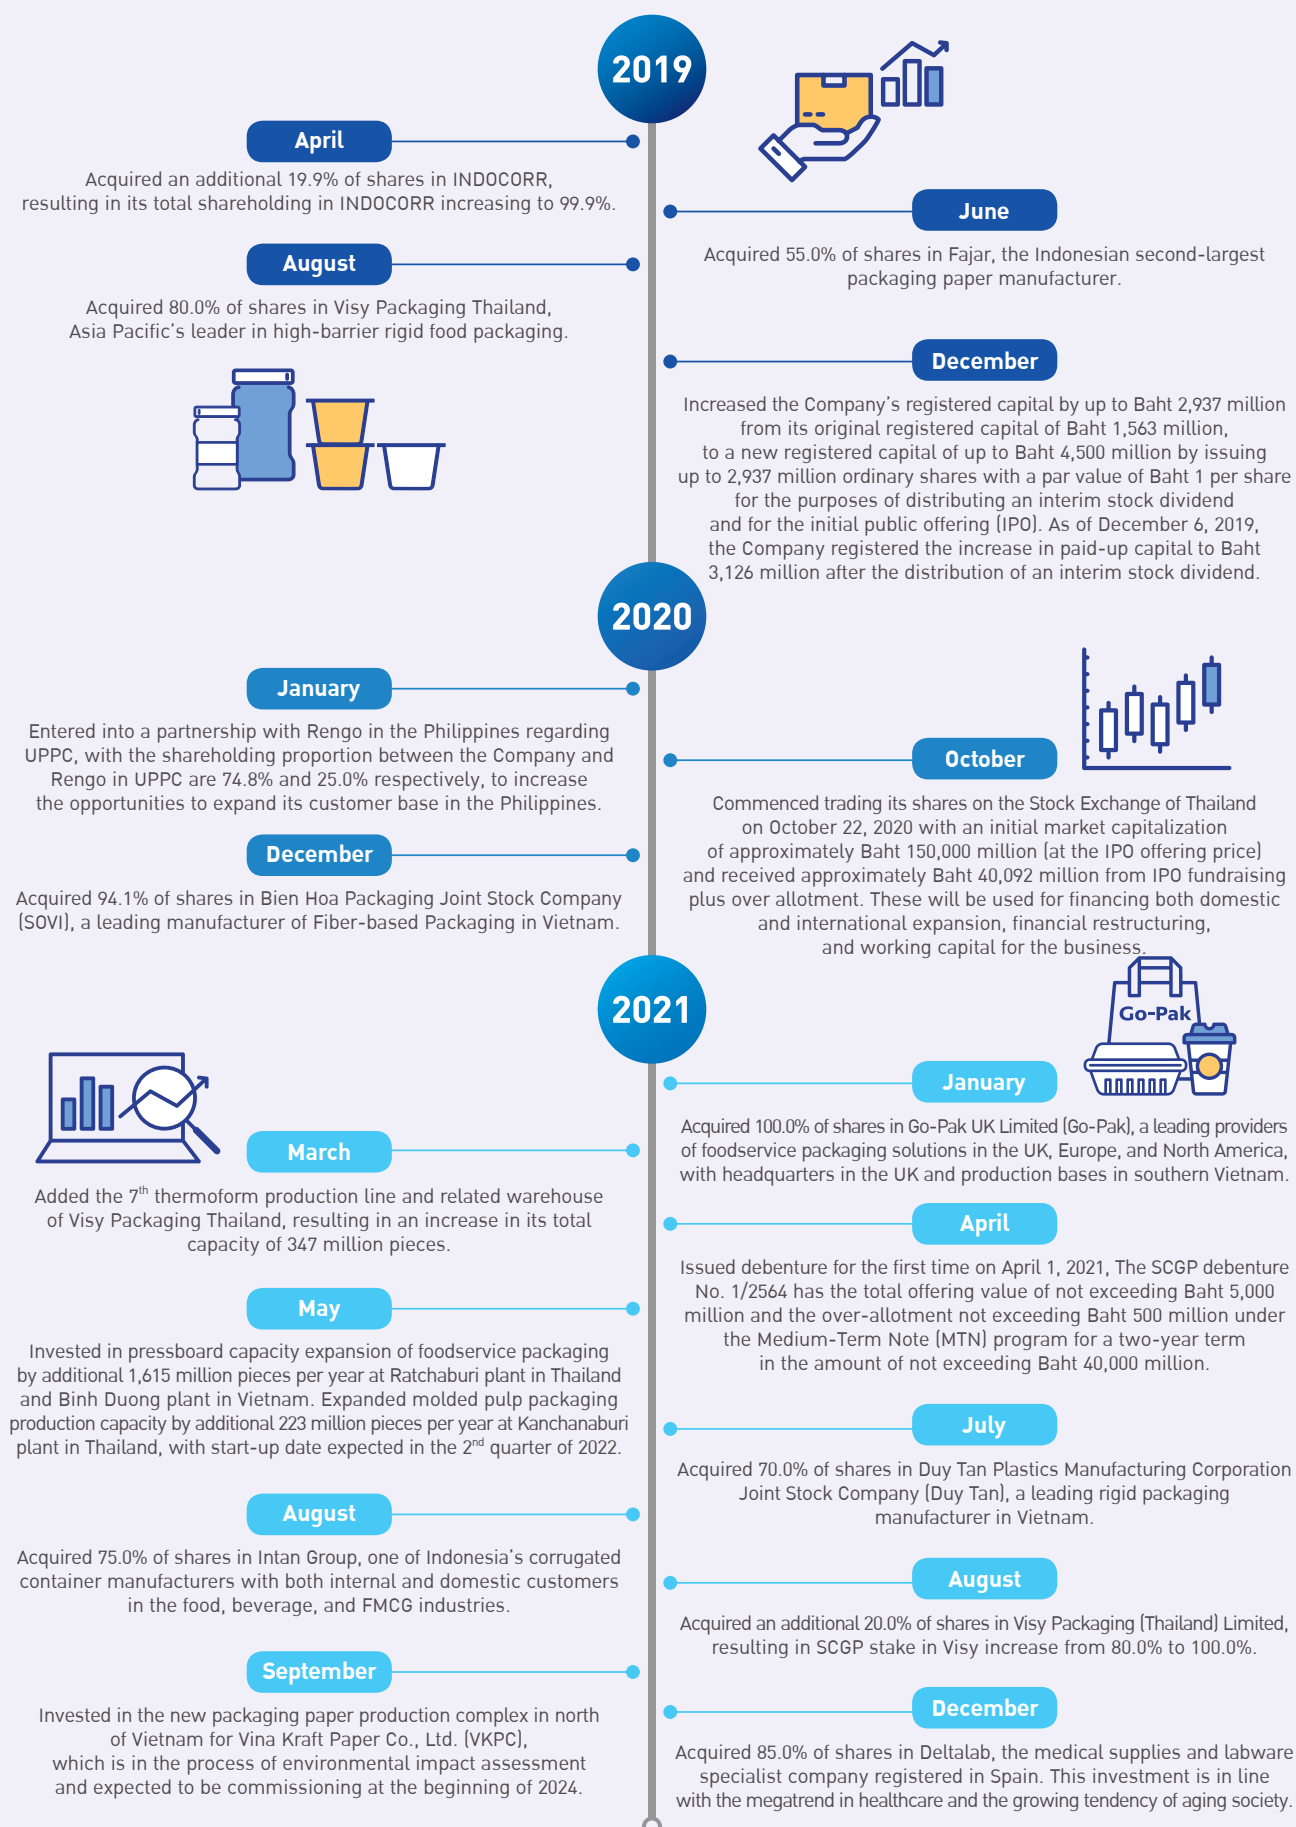 2019
April
Acquired an additional 19.9% of shares in INDOCORR,
resulting in its total shareholding in INDOCORR increasing to 99.9%.
June
Acquired 55.0% of shares in Fajar, the Indonesian second-largest
packaging paper manufacturer.
August
Acquired 80.0% of shares in Visy Packaging Thailand,
Asia Pacific's leader in high-barrier rigid food packaging.
December
Increased the Company's registered capital by up to Baht 2,937 million
from its original registered capital of Baht 1,563 million,
to a new registered capital of up to Baht 4,500 million by issuing
up to 2,937 million ordinary shares with a par value of Baht 1 per share
for the purposes of distributing an interim stock dividend
and for the initial public offering (IPO). As of December 6, 2019,
the Company registered the increase in paid-up capital to Baht
3,126 million after the distribution of an interim stock dividend.
2020
January
Entered into a partnership with Rengo in the Philippines regarding
UPPC, with the shareholding proportion between the Company and
Rengo in UPPC are 74.8% and 25.0% respectively, to increase
the opportunities to expand its customer base in the Philippines.
October
Commenced trading its shares on the Stock Exchange of Thailand
on October 22, 2020 with an initial market capitalization
of approximately Baht 150,000 million (at the IPO offering price)
and received approximately Baht 40,092 million from IPO fundraising
plus over allotment. These will be used for financing both domestic
and international expansion, financial restructuring,
and working capital for the business.
December
Acquired 94.1% of shares in Bien Hoa Packaging Joint Stock Company
(SOVI), a leading manufacturer of Fiber-based Packaging in Vietnam.
2021
Go-Pak
January
Acquired 100.0% of shares in Go-Pak UK Limited (Go-Pak), a leading providers
of foodservice packaging solutions in the UK, Europe, and North America,
with headquarters in the UK and production bases in southern Vietnam.
March
Added the 7th thermoform production line and related warehouse
of Visy Packaging Thailand, resulting in an increase in its total
capacity of 347 million pieces.
April
Issued debenture for the first time on April 1, 2021, The SCGP debenture
No. 1/2564 has the total offering value of not exceeding Baht 5,000
million and the over-allotment not exceeding Baht 500 million under
the Medium-Term Note (MTN) program for a two-year term
in the amount of not exceeding Baht 40,000 million.
May
Invested in pressboard capacity expansion of foodservice packaging
by additional 1,615 million pieces per year at Ratchaburi plant in Thailand
and Binh Duong plant in Vietnam. Expanded molded pulp packaging
production capacity by additional 223 million pieces per year at Kanchanaburi
plant in Thailand, with start-up date expected in the 2nd quarter of 2022.
July
Acquired 70.0% of shares in Duy Tan Plastics Manufacturing Corporation
Joint Stock Company (Duy Tan), a leading rigid packaging
manufacturer in Vietnam.
August
Acquired 75.0% of shares in Intan Group, one of Indonesia's corrugated
container manufacturers with both internal and domestic customers
in the food, beverage, and FMCG industries.
August
Acquired an additional 20.0% of shares in Visy Packaging (Thailand) Limited,
resulting in SCGP stake in Visy increase from 80.0% to 100.0%.
September
Invested in the new packaging paper production complex in north
of Vietnam for Vina Kraft Paper Co., Ltd. (VKPC),
which is in the process of environmental impact assessment
and expected to be commissioning at the beginning of 2024.
December
Acquired 85.0% of shares in Deltalab, the medical supplies and labware
specialist company registered in Spain. This investment is in line
with the megatrend in healthcare and the growing tendency of aging society.